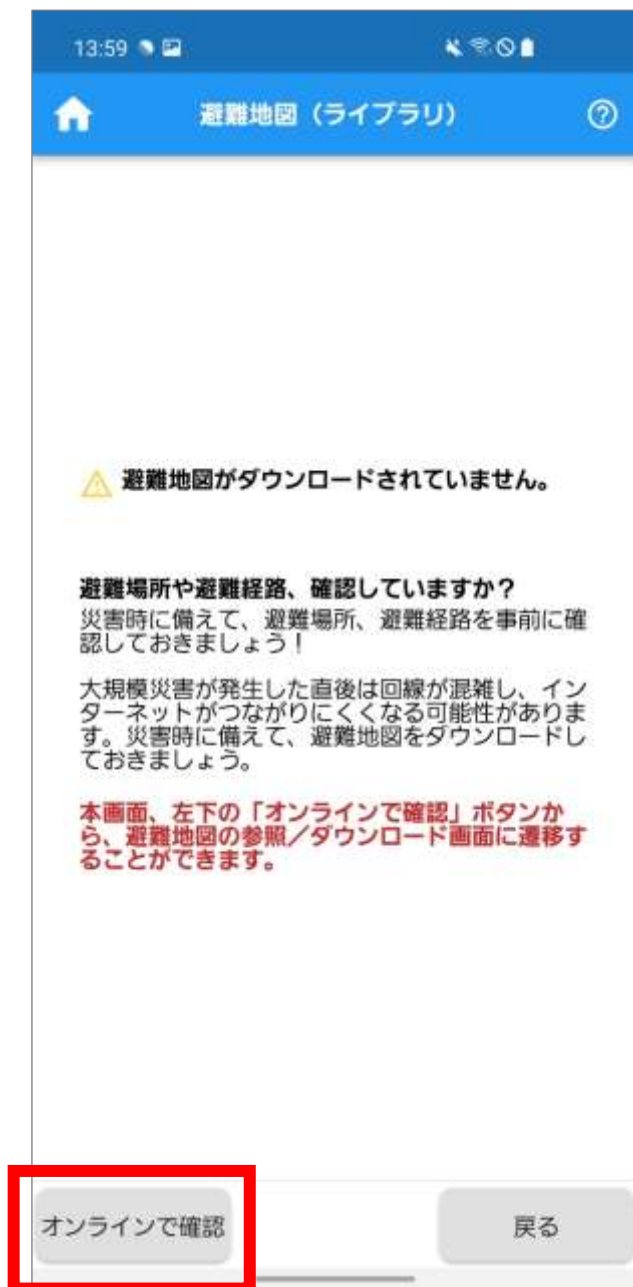 13:59
避難地図（ライブラリ）
避難地図がダウンロードされていません。
避難場所や避難経路、確認していますか？
災害時に備えて、避難場所、避難経路を事前に確
認しておきましょう！
大規模災害が発生した直後は回線が混雑し、イン
ターネットがつながりにくくなる可能性がありま
す。災害時に備えて、避難地図をダウンロードし
ておきましょう。
本画面、左下の「オンラインで確認」ボタンか
ら、避難地図の参照／ダウンロード画面に遷移す
ることができます。
オンラインで確認
戻る